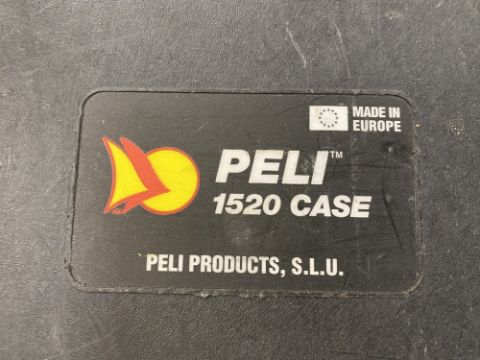 MADE IN
EUROPE
PELI™
1520 CASE
PELI PRODUCTS, S.L.U.